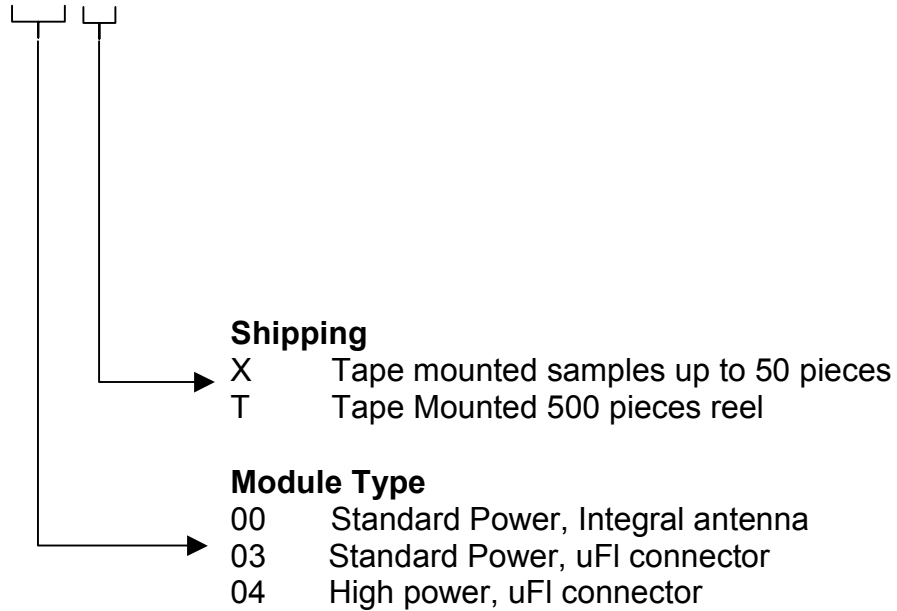 Shipping
X Tape mounted samples up to 50 pieces
T Tape Mounted 500 pieces reel
Module Type
00 Standard Power, Integral antenna
03 Standard Power, uFl connector
04 High power, uFl connector